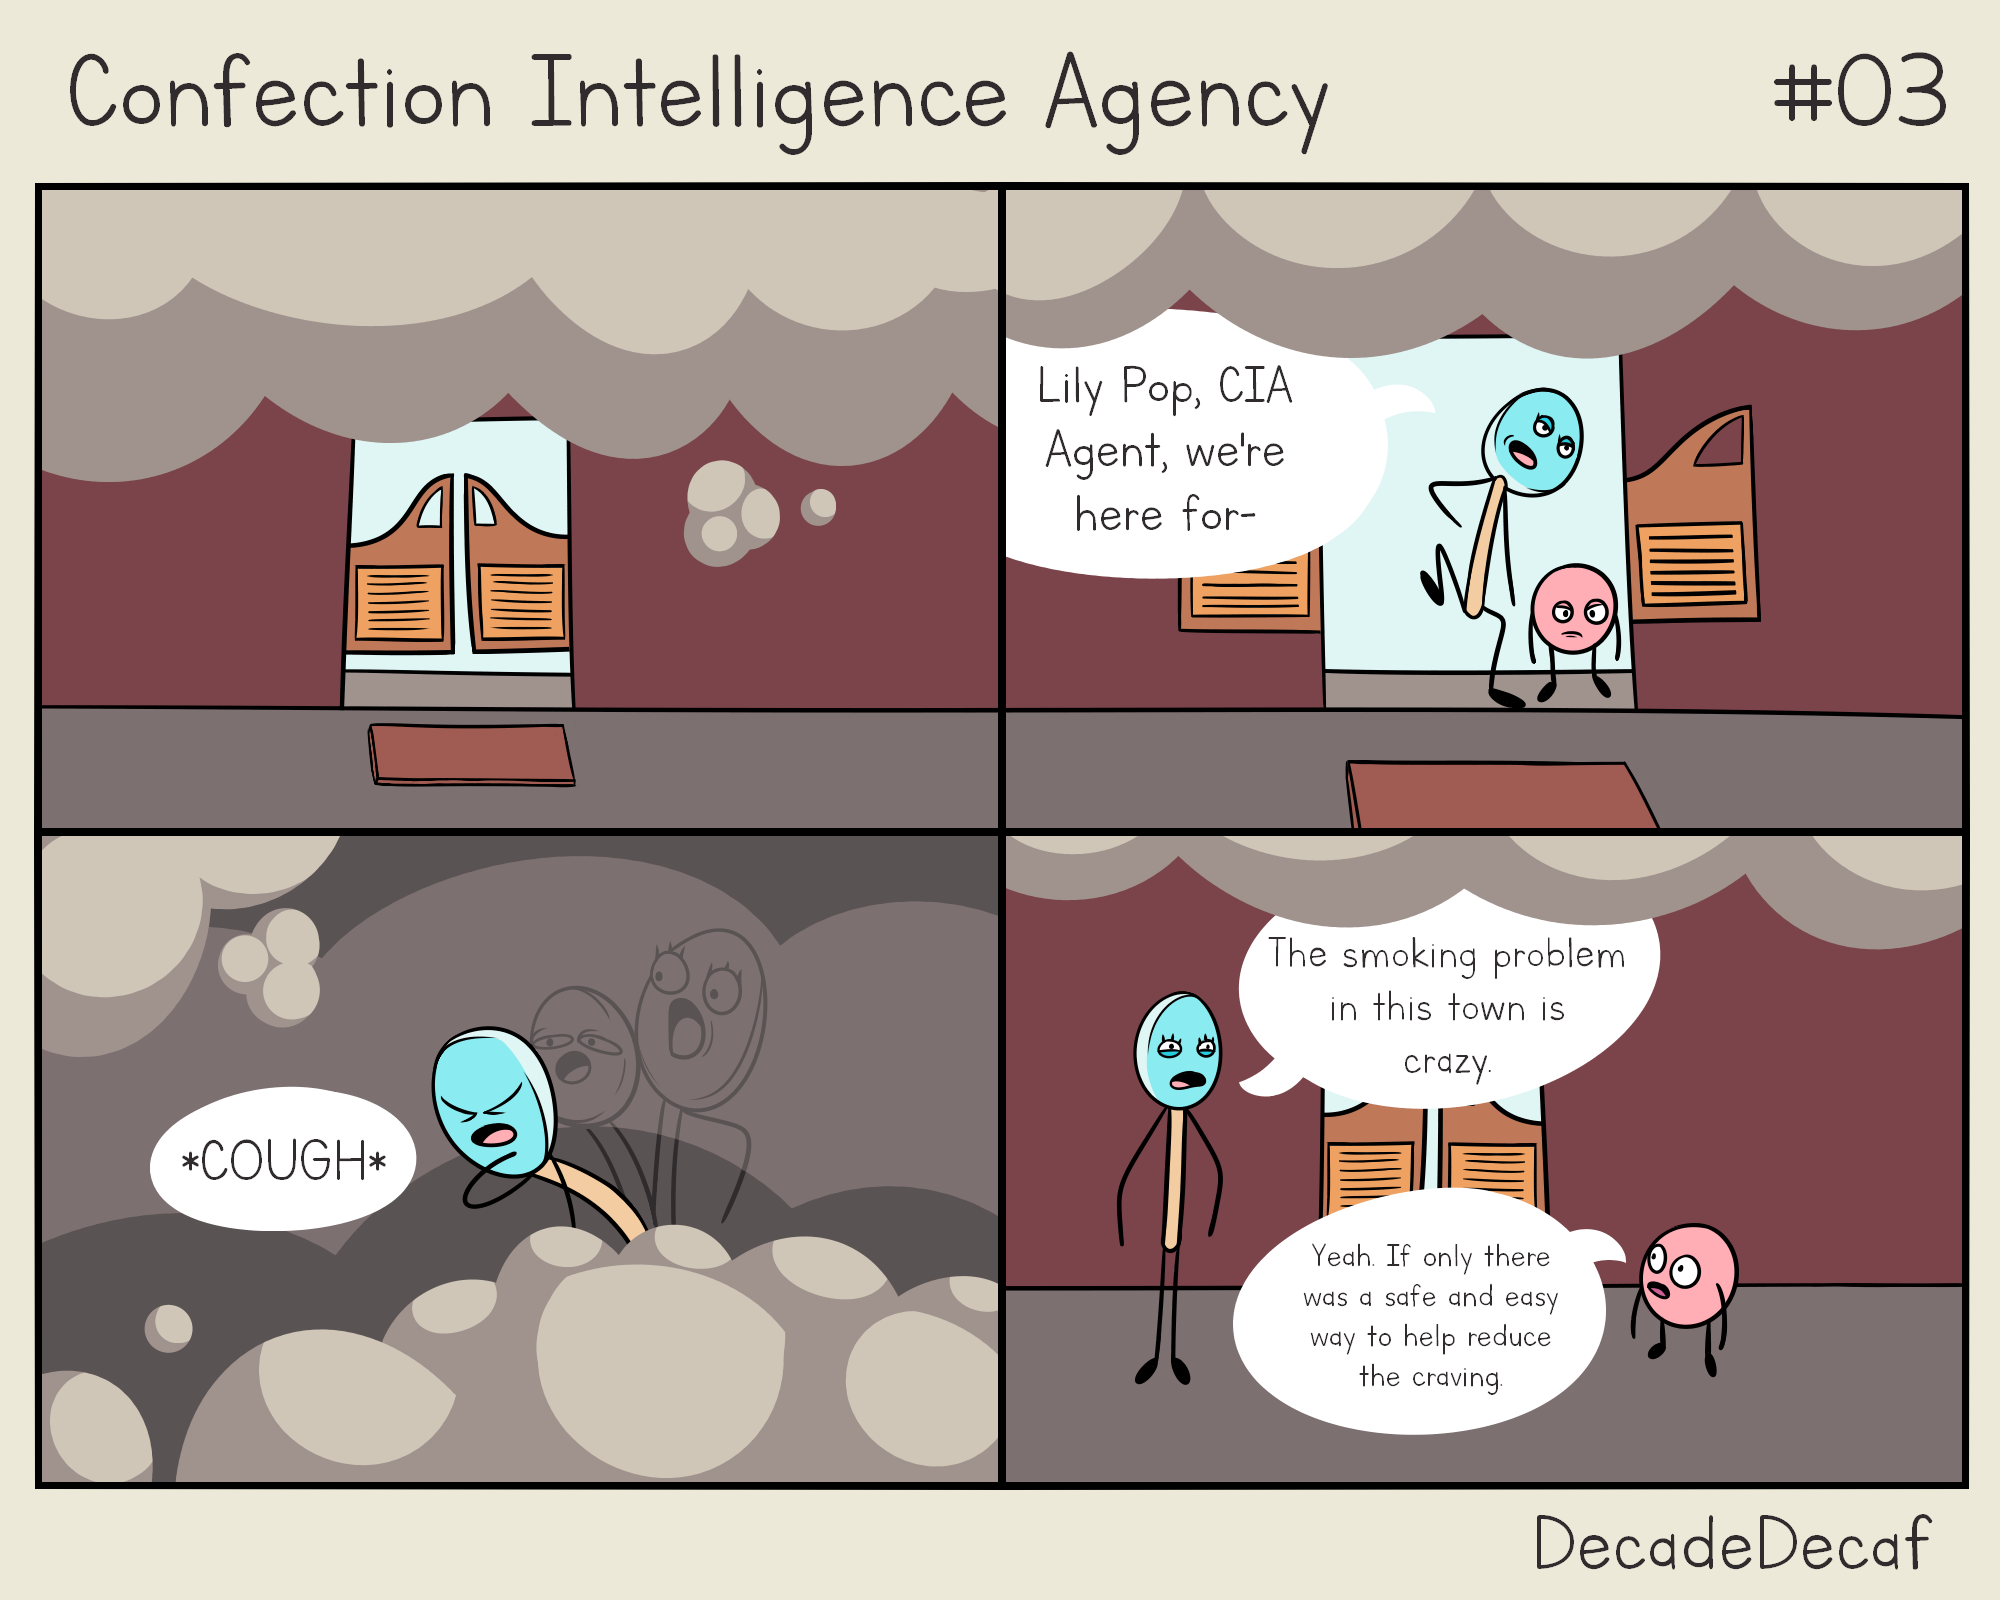 Confection Intelligence Agency #03
Lily Pop, CIA
Agent, we're
here for-
*COUGH*
The smoking problem
in this town is
crazy.
Yeah. If only there
was a safe and easy
way to help reduce
the craving.
DecadeDecaf